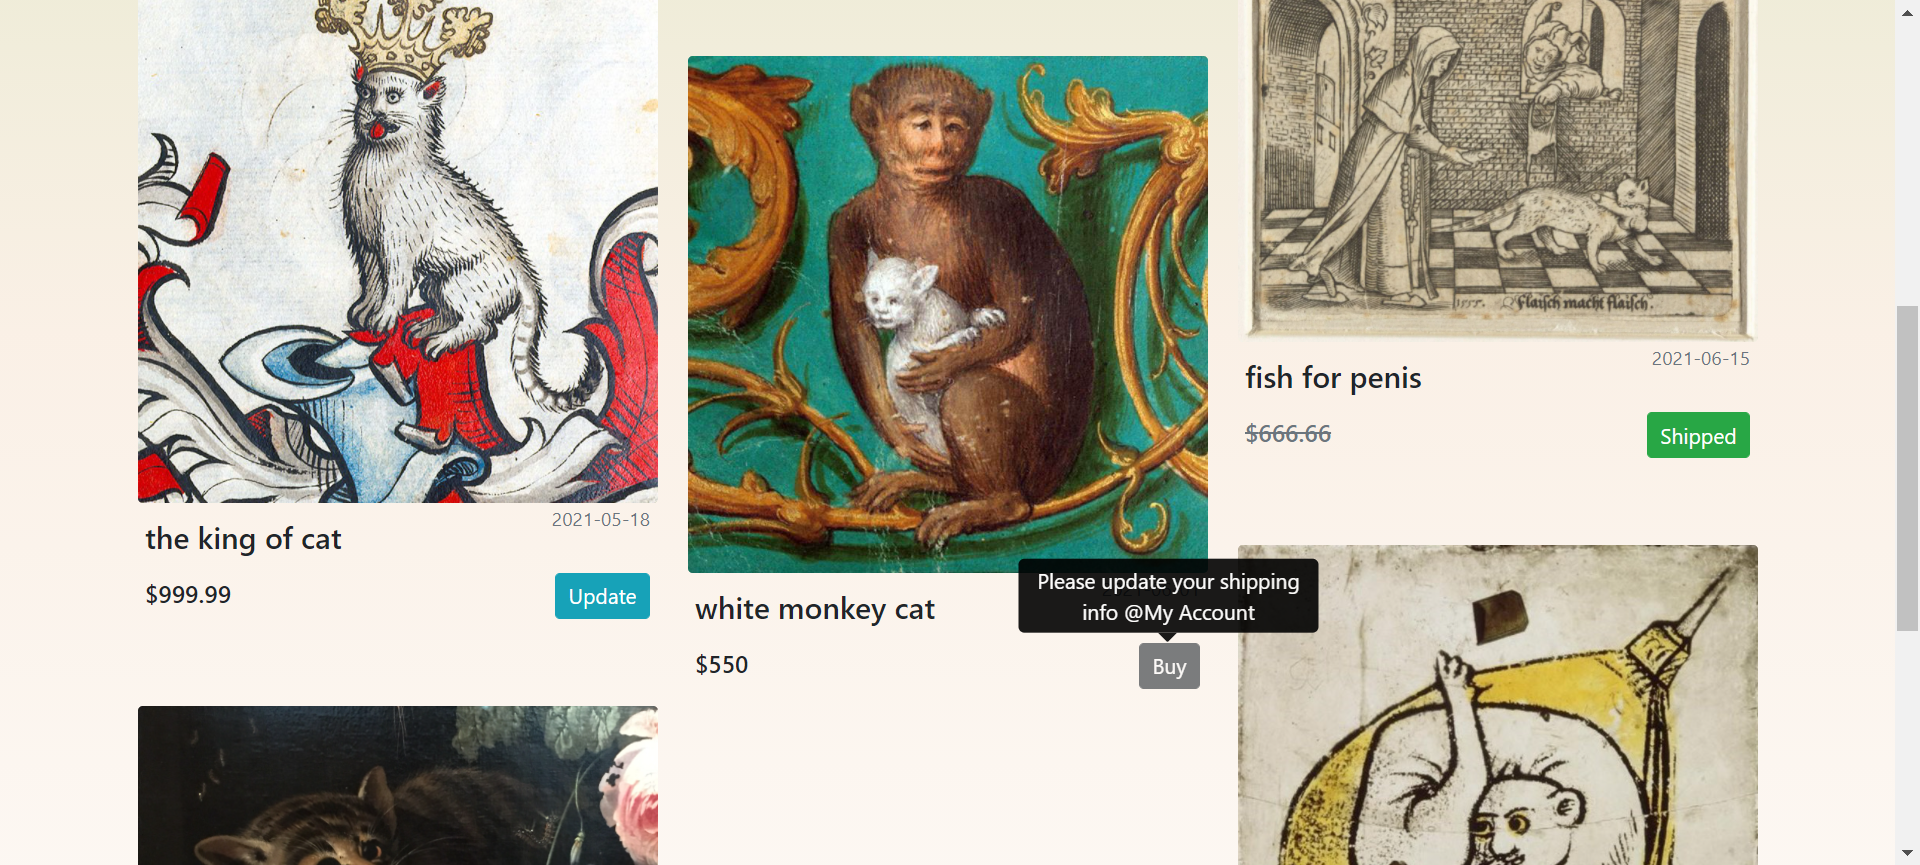 the king of cat
2021-05-18
$999.99
Update
white monkey cat
$550
Please update your shipping
info @My Account
Buy
1555.
flaisch macht flaisch.
2021-06-15
fish for penis
$666.66
Shipped